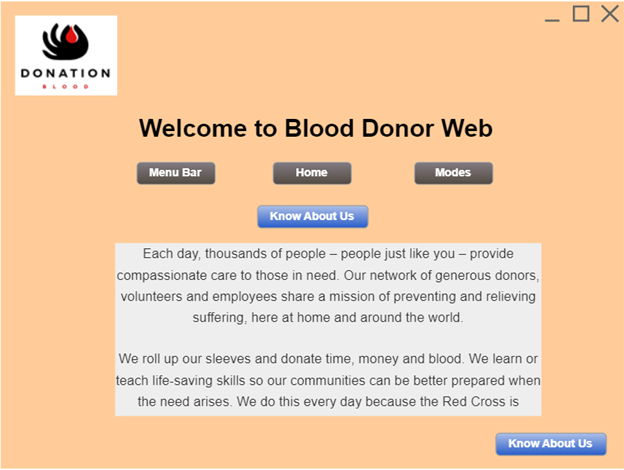 DONATION
BLOOD
Welcome to Blood Donor Web
Menu Bar
Home
Modes
Know About Us
Each day, thousands of people – people just like you – provide
compassionate care to those in need. Our network of generous donors,
volunteers and employees share a mission of preventing and relieving
suffering, here at home and around the world.
We roll up our sleeves and donate time, money and blood. We learn or
teach life-saving skills so our communities can be better prepared when
the need arises. We do this every day because the Red Cross is
Know About Us